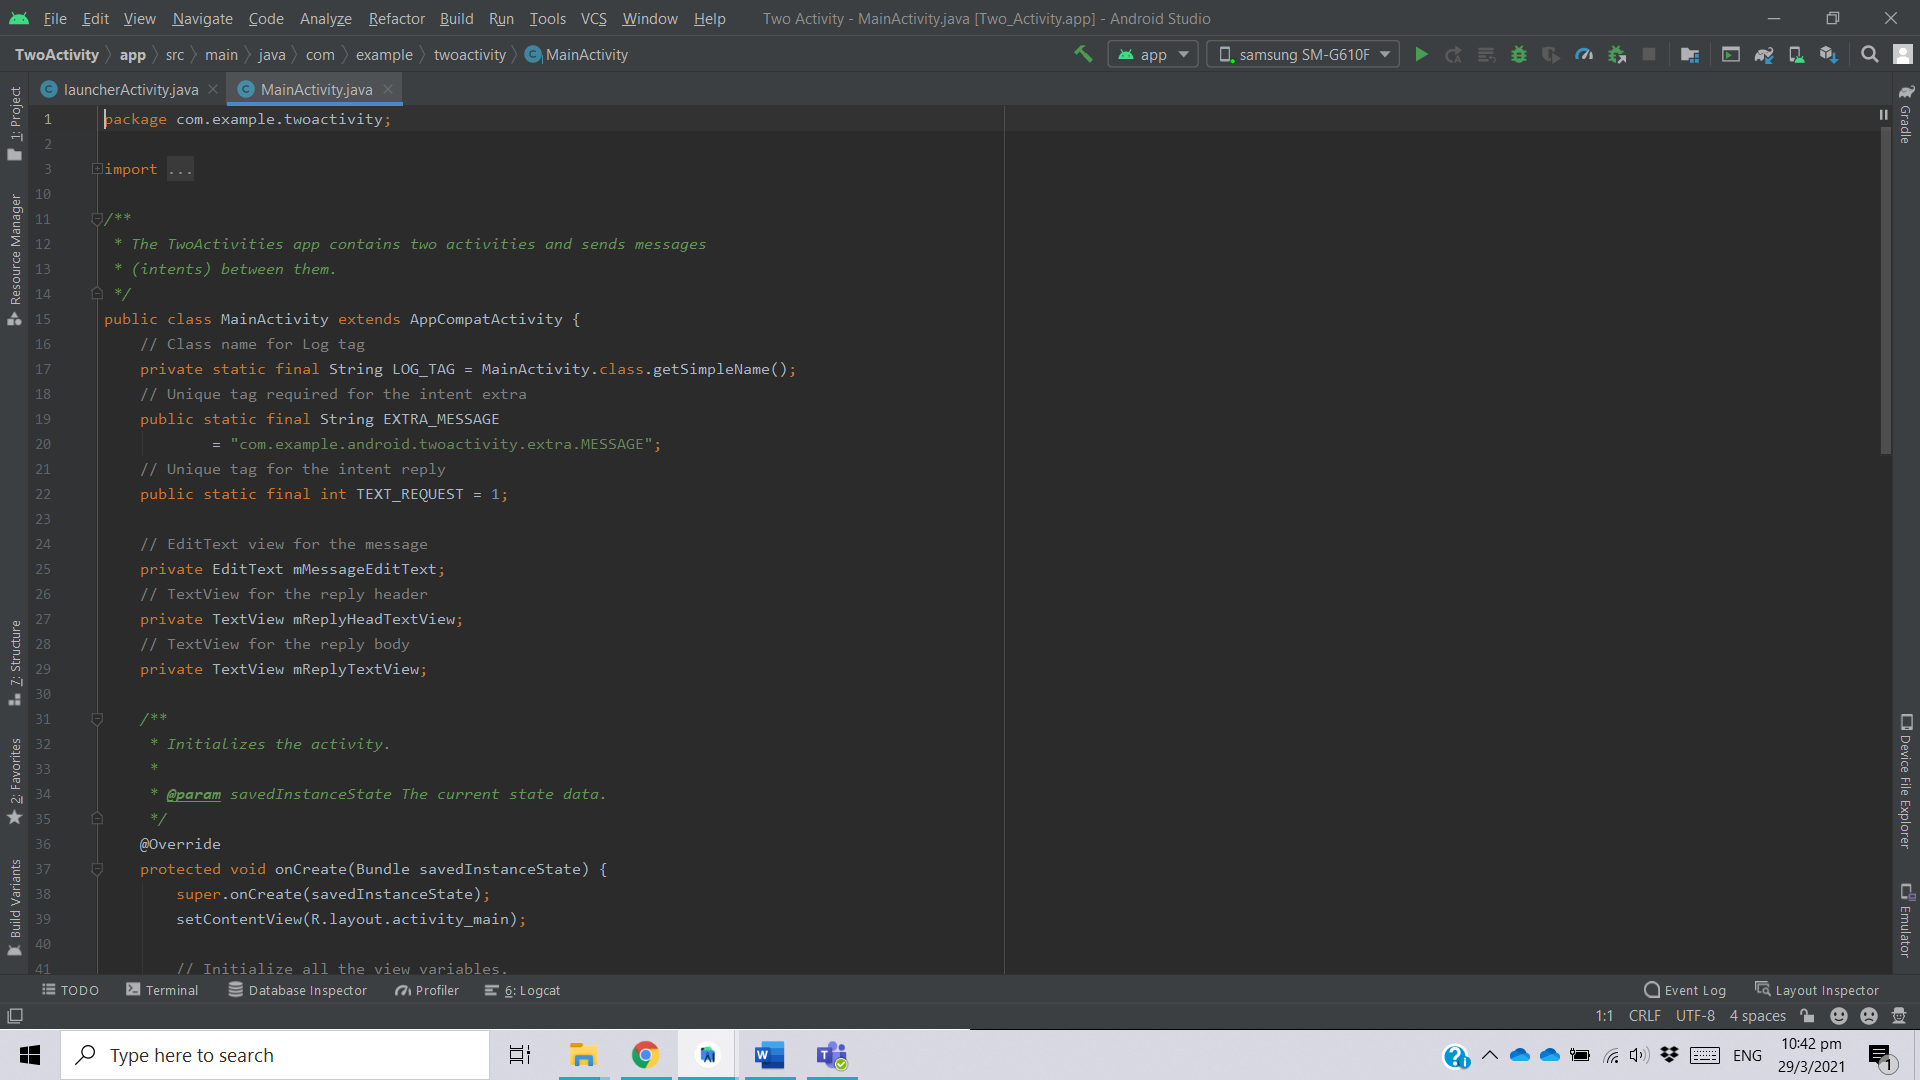 File Edit View Navigate Code Analyze Refactor Build Run Tools VCS Window Help Two Activity - MainActivity.java [Two_Activity.app] - Android Studio
TwoActivity app src main java com example twoactivity MainActivity app samsung SM-G610F
launcherActivity.java MainActivity.java
1: Project
Resource Manager
7: Structure
2: Favorites
Build Variants
1 package com.example.twoactivity;
2
3 import ...
10
11 /**
12 * The TwoActivities app contains two activities and sends messages
13 * (intents) between them.
14 */
15 public class MainActivity extends AppCompatActivity {
16 // Class name for Log tag
17 private static final String LOG_TAG = MainActivity.class.getSimpleName();
18 // Unique tag required for the intent extra
19 public static final String EXTRA_MESSAGE
20 = "com.example.android.twoactivity.extra.MESSAGE";
21 // Unique tag for the intent reply
22 public static final int TEXT_REQUEST = 1;
23
24 // EditText view for the message
25 private EditText mMessageEditText;
26 // TextView for the reply header
27 private TextView mReplyHeadTextView;
28 // TextView for the reply body
29 private TextView mReplyTextView;
30
31 /**
32 * Initializes the activity.
33 *
34 * @param savedInstanceState The current state data.
35 */
36 @Override
37 protected void onCreate(Bundle savedInstanceState) {
38 super.onCreate(savedInstanceState);
39 setContentView(R.layout.activity_main);
40
41 // Initialize all the view variables.
Gradle
Device File Explorer
Emulator
TODO Terminal Database Inspector Profiler 6: Logcat Event Log Layout Inspector
1:1 CRLF UTF-8 4 spaces
Type here to search
ENG
10:42 pm
29/3/2021
1